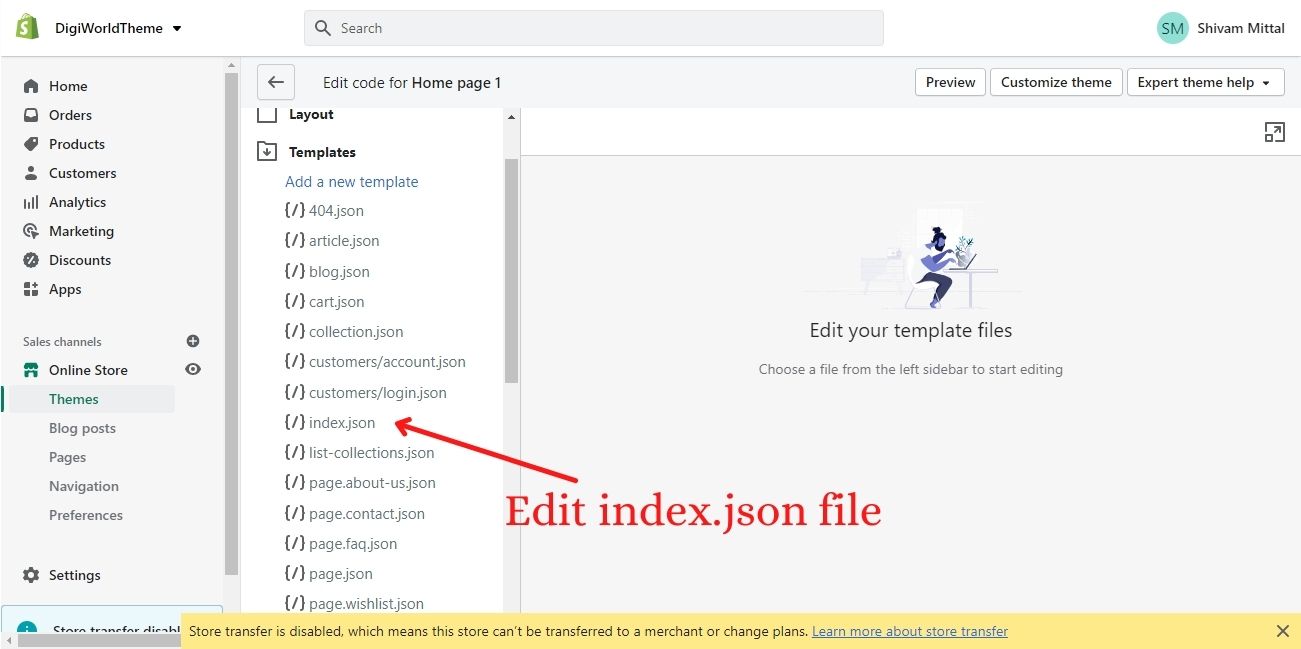 DigiWorldTheme
Search
SM
Shivam Mittal
Home
Orders
Products
Customers
Analytics
Marketing
Discounts
Apps
Sales channels
Online Store
Themes
Blog posts
Pages
Navigation
Preferences
Settings
Store transfer disabl
Edit code for Home page 1
Preview
Customize theme
Expert theme help
Layout
Templates
Add a new template
{/} 404.json
{/} article.json
{/} blog.json
{/} cart.json
{/} collection.json
{/} customers/account.json
{/} customers/login.json
{/} index.json
{/} list-collections.json
{/} page.about-us.json
{/} page.contact.json
{/} page.faq.json
{/} page.json
{/} page.wishlist.json
Edit your template files
Choose a file from the left sidebar to start editing
Edit index.json file
Store transfer is disabled, which means this store can’t be transferred to a merchant or change plans. Learn more about store transfer